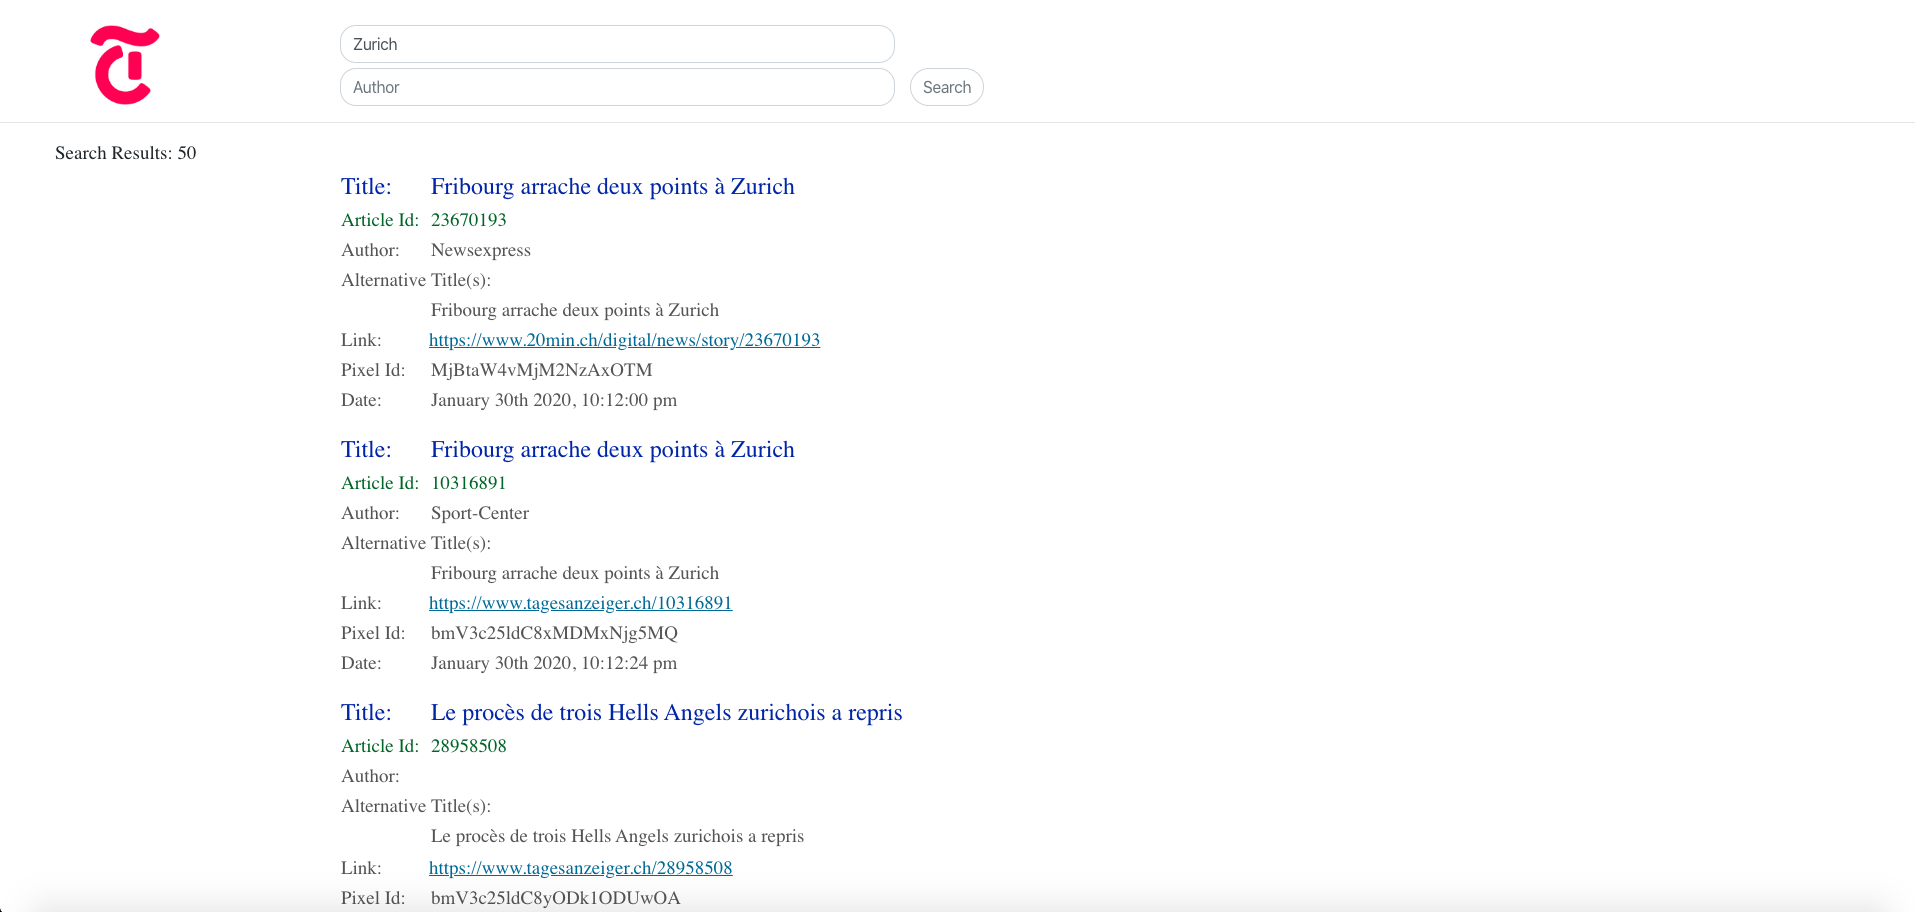 Zurich
Author
Search
Search Results: 50
Title: Fribourg arrache deux points à Zurich
Article Id: 23670193
Author: Newsexpress
Alternative Title(s):
Fribourg arrache deux points à Zurich
Link: https://www.20min.ch/digital/news/story/23670193
Pixel Id: MjBtaW4vMjM2NzAxOTM
Date: January 30th 2020, 10:12:00 pm
Title: Fribourg arrache deux points à Zurich
Article Id: 10316891
Author: Sport-Center
Alternative Title(s):
Fribourg arrache deux points à Zurich
Link: https://www.tagesanzeiger.ch/10316891
Pixel Id: bmV3c25ldC8xMDMxNjg5MQ
Date: January 30th 2020, 10:12:24 pm
Title: Le procès de trois Hells Angels zurichois a repris
Article Id: 28958508
Author:
Alternative Title(s):
Le procès de trois Hells Angels zurichois a repris
Link: https://www.tagesanzeiger.ch/28958508
Pixel Id: bmV3c25ldC8yODk1ODUwOA